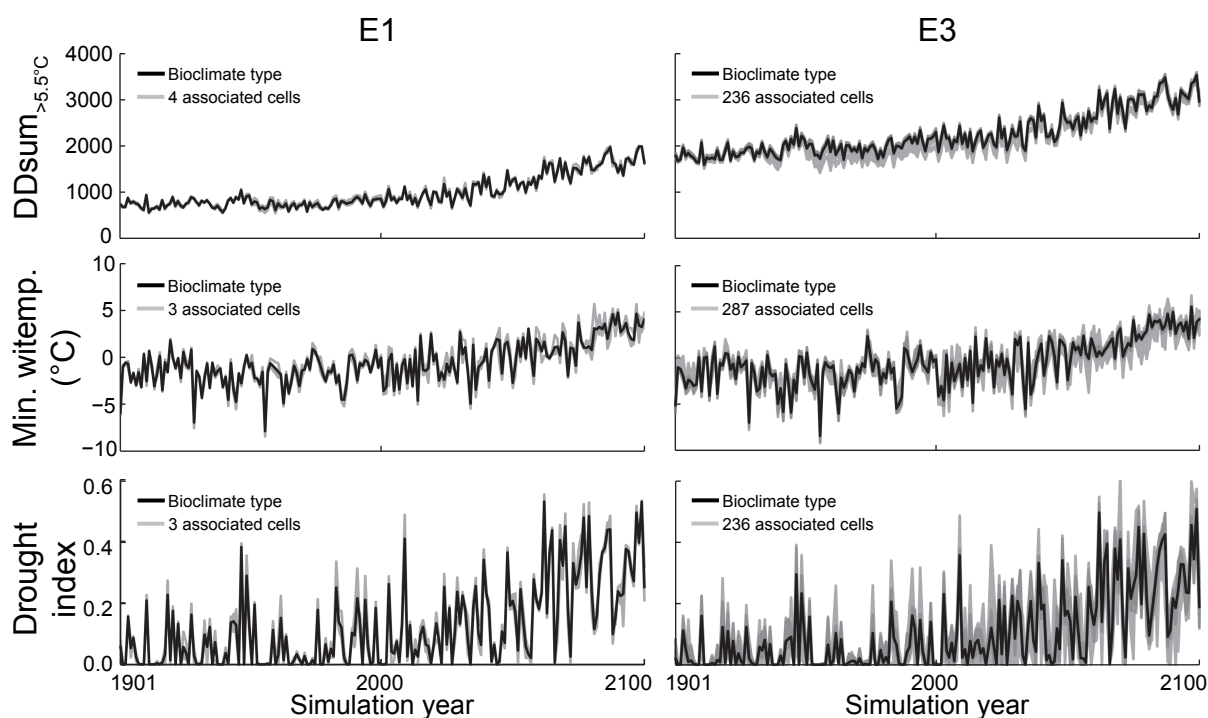 E1
E3
DDsum>5.5°C
4000
3000
2000
1000
0
Bioclimate type
4 associated cells
Bioclimate type
236 associated cells
Min. witemp.
(°C)
10
5
0
−5
−10
Bioclimate type
3 associated cells
Bioclimate type
287 associated cells
Drought
index
0.6
0.4
0.2
0.0
Bioclimate type
3 associated cells
Bioclimate type
236 associated cells
1901
2000
2100
1901
2000
2100
Simulation year
Simulation year